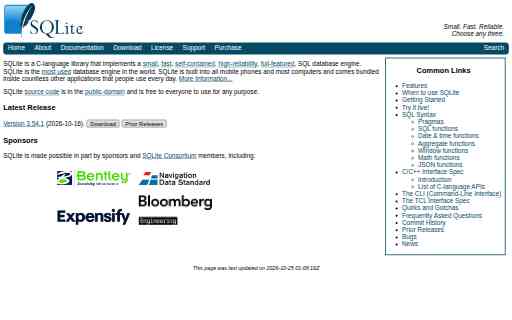 SQLite
Small. Fast. Reliable.
Choose any three.
Home About Documentation Download License Support Purchase Search
SQLite is a C-language library that implements a small, fast, self-contained, high-reliability, full-featured, SQL database engine.
SQLite is the most used database engine in the world. SQLite is built into all mobile phones and most computers and comes bundled
inside countless other applications that people use every day. More Information...
SQLite source code is in the public-domain and is free to everyone to use for any purpose.
Latest Release
Version 3.54.1 (2026-10-16). Download Prior Releases
Sponsors
SQLite is made possible in part by sponsors and SQLite Consortium members, including:
Bentley
Navigation
Data Standard
Expensify
Bloomberg
Engineering
Common Links
Features
When to use SQLite
Getting Started
Try it live!
SQL Syntax
Pragmas
SQL functions
Date & time functions
Aggregate functions
Window functions
Math functions
JSON functions
C/C++ Interface Spec
Introduction
List of C-language APIs
The CLI (Command-Line Interface)
The TCL Interface Spec
Quirks and Gotchas
Frequently Asked Questions
Commit History
Prior Releases
Bugs
News
This page was last updated on 2026-10-25 01:09:16Z